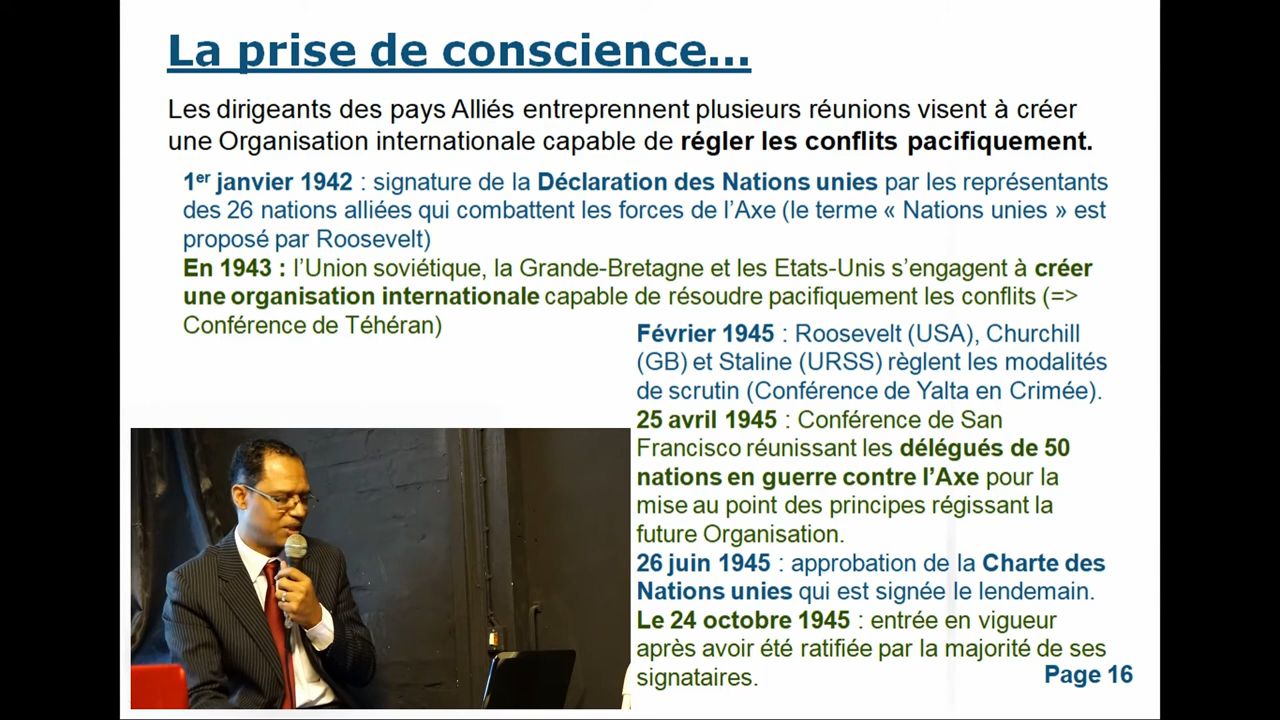 La prise de conscience...
Les dirigeants des pays Alliés entreprennent plusieurs réunions visent à créer
une Organisation internationale capable de régler les conflits pacifiquement.
1er janvier 1942 : signature de la Déclaration des Nations unies par les représentants
des 26 nations alliées qui combattent les forces de l’Axe (le terme « Nations unies » est
proposé par Roosevelt)
En 1943 : l’Union soviétique, la Grande-Bretagne et les Etats-Unis s’engagent à créer
une organisation internationale capable de résoudre pacifiquement les conflits (=>
Conférence de Téhéran)
Février 1945 : Roosevelt (USA), Churchill
(GB) et Staline (URSS) règlent les modalités
de scrutin (Conférence de Yalta en Crimée).
25 avril 1945 : Conférence de San
Francisco réunissant les délégués de 50
nations en guerre contre l’Axe pour la
mise au point des principes régissant la
future Organisation.
26 juin 1945 : approbation de la Charte des
Nations unies qui est signée le lendemain.
Le 24 octobre 1945 : entrée en vigueur
après avoir été ratifiée par la majorité de ses
signataires.
Page 16